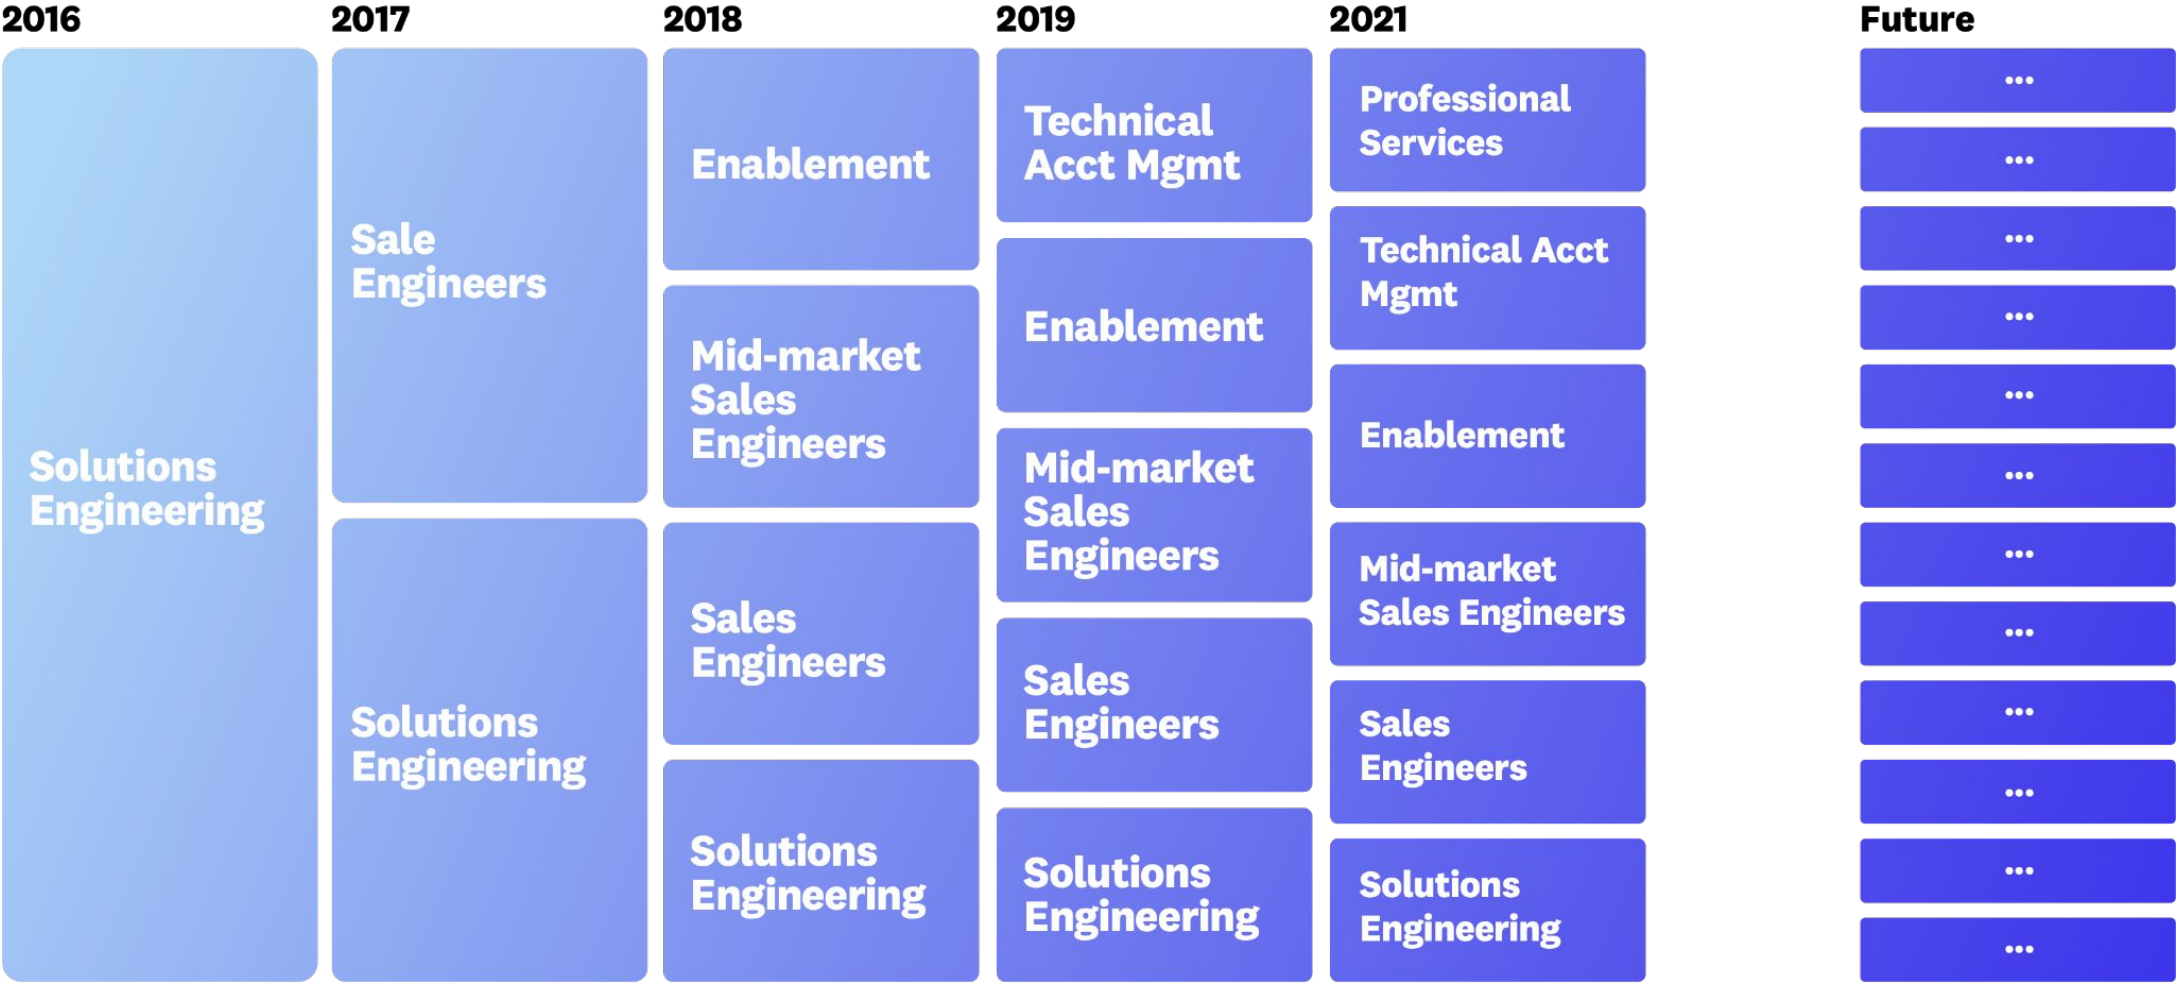 2016
Solutions
Engineering
2017
Sale
Engineers
Solutions
Engineering
2018
Enablement
Mid-market
Sales
Engineers
Sales
Engineers
Solutions
Engineering
2019
Technical
Acct Mgmt
Enablement
Mid-market
Sales
Engineers
Sales
Engineers
Solutions
Engineering
2021
Professional
Services
Technical Acct
Mgmt
Enablement
Mid-market
Sales Engineers
Sales
Engineers
Solutions
Engineering
Future
...
...
...
...
...
...
...
...
...
...
...
...